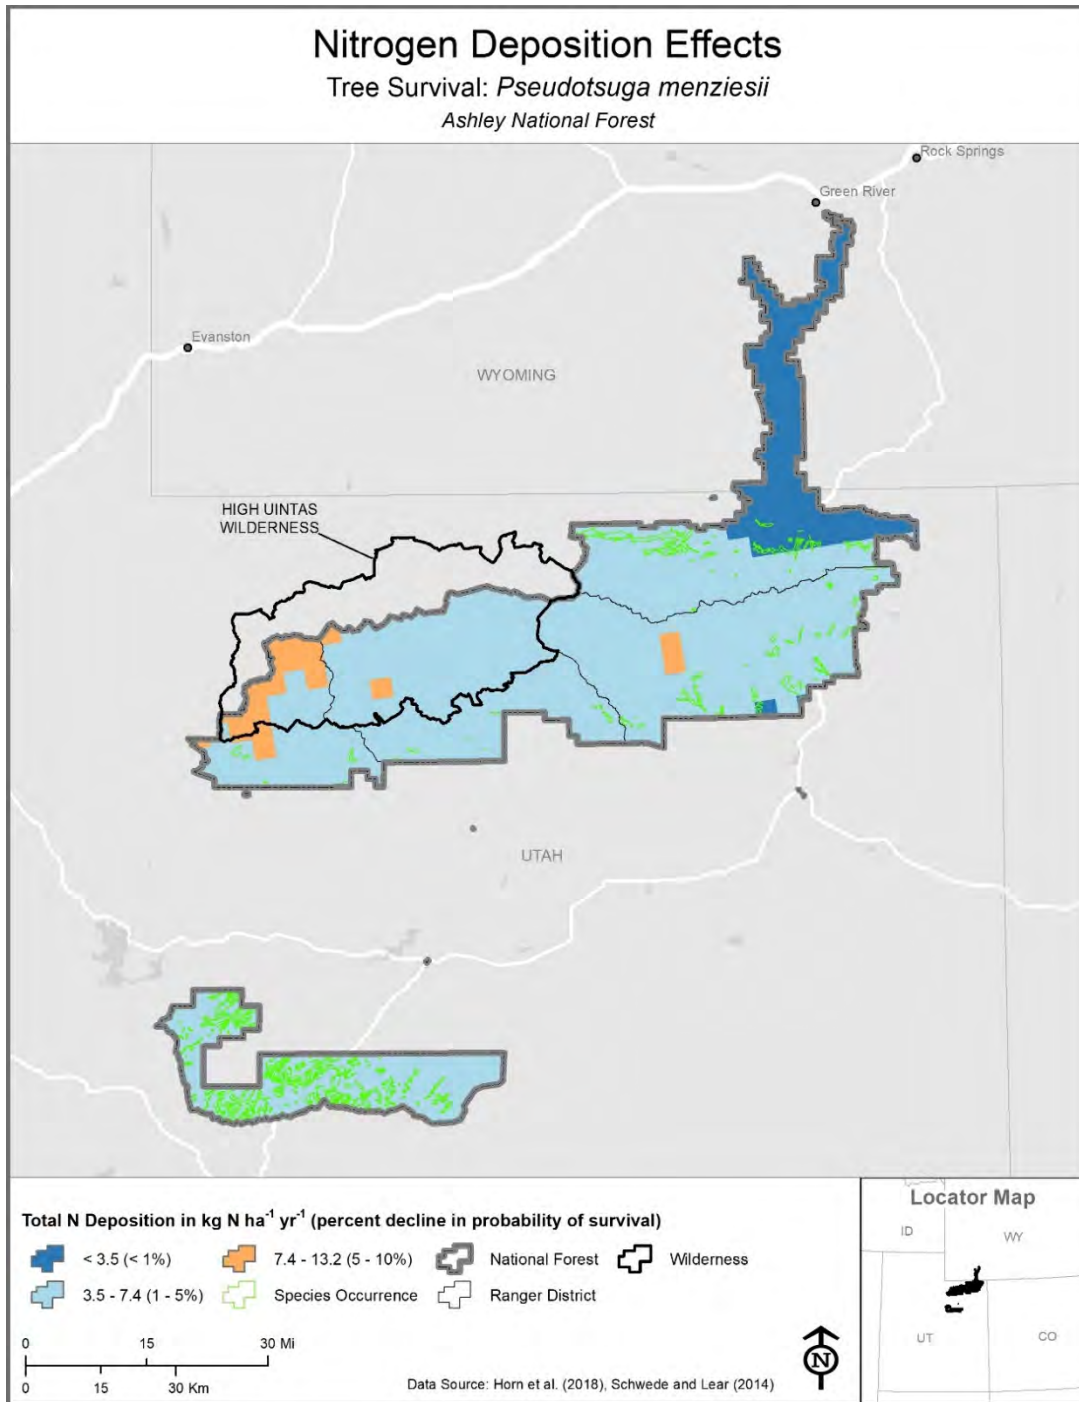 Nitrogen Deposition Effects
Tree Survival: Pseudotsuga menziesii
Ashley National Forest
Rock Springs
Green River
Evanston
WYOMING
HIGH UINTAS
WILDERNESS
UTAH
Total N Deposition in kg N ha⁻¹ yr⁻¹ (percent decline in probability of survival)
< 3.5 (< 1%)
7.4 - 13.2 (5 - 10%)
National Forest
Wilderness
3.5 - 7.4 (1 - 5%)
Species Occurrence
Ranger District
0 15 30 Mi
0 15 30 Km
N
Data Source: Horn et al. (2018), Schwede and Lear (2014)
Locator Map
ID
WY
UT
CO